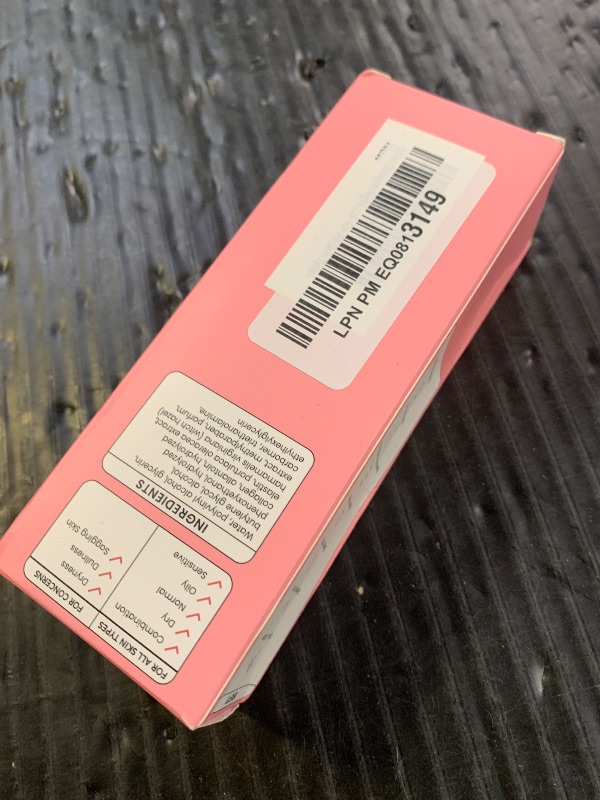 LPN PM EQ0813149
FOR ALL SKIN TYPES
Combination
Dry
Normal
Oily
Sensitive
FOR CONCERNS
Dryness
Dullness
Sagging Skin
INGREDIENTS
Water, polyvinyl alcohol, glycerin,
butylene glycol, alcohol,
phenoxyethanol, hydrolyzed
collagen, allantoin, hydrolyzed
elastin, portulaca oleracea extract,
hamamelis virginiana (witch hazel)
extract, methylparaben, parfum,
carbomer, triethanolamine,
ethylhexylglycerin